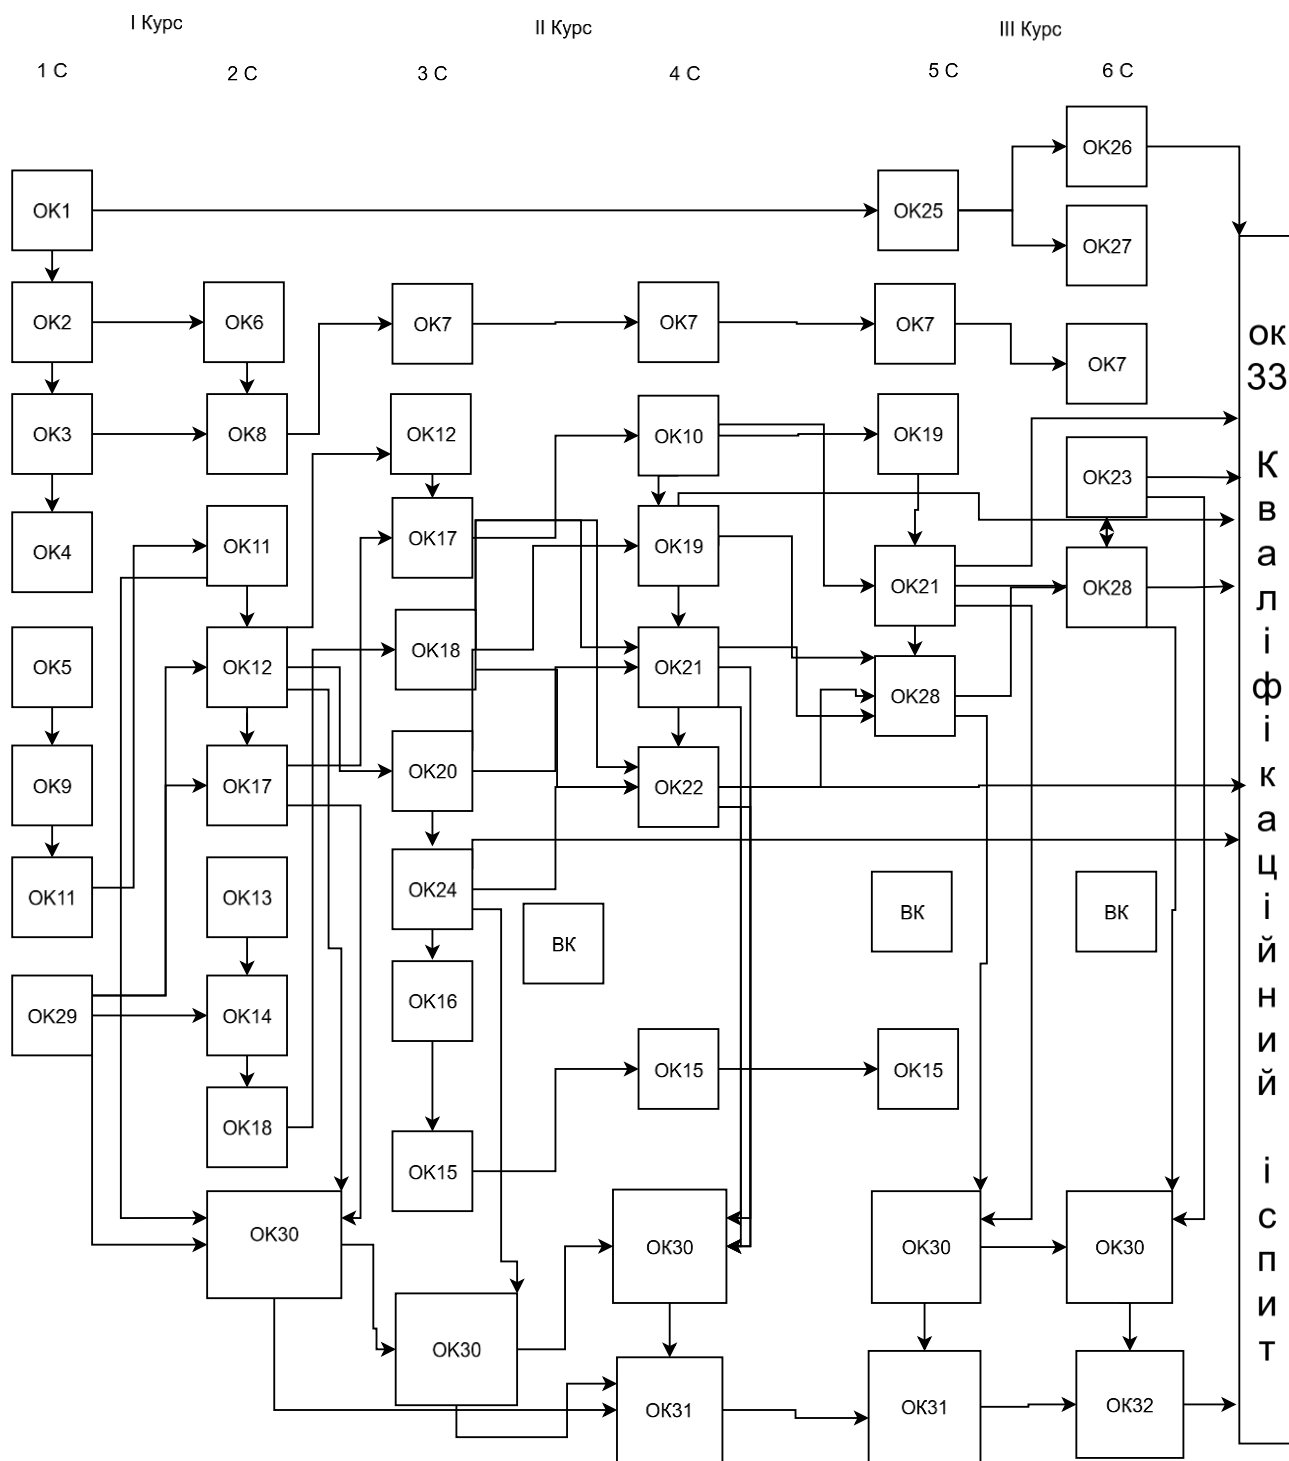 І Курс
ІІ Курс
ІІІ Курс
1 С
2 С
3 С
4 С
5 С
6 С
ОК26
ОК1
ОК25
ОК27
ОК2
ОК6
ОК7
ОК7
ОК7
ОК7
ок
33
ОК3
ОК8
ОК12
ОК10
ОК19
ОК23
ОК4
ОК11
ОК17
ОК19
ОК21
ОК28
ОК5
ОК12
ОК18
ОК21
ОК28
ОК9
ОК17
ОК20
ОК22
ОК11
ОК13
ОК24
ВК
ВК
ВК
ОК29
ОК14
ОК16
ОК15
ОК15
ОК18
ОК15
ОК30
ОК30
ОК30
ОК30
ОК30
ОК31
ОК31
ОК32
К
в
а
л
і
ф
і
к
а
ц
і
й
н
и
й
і
с
п
и
т